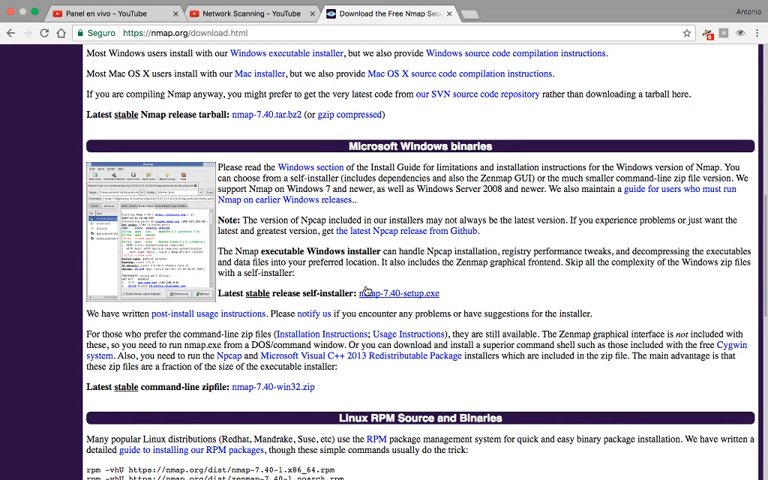 Panel en vivo - YouTube
Network Scanning - YouTube
Download the Free Nmap Secu
Antonio
Seguro
https://nmap.org/download.html
Most Windows users install with our Windows executable installer, but we also provide Windows source code compilation instructions.
Most Mac OS X users install with our Mac installer, but we also provide Mac OS X source code compilation instructions.
If you are compiling Nmap anyway, you might prefer to get the very latest code from our SVN source code repository rather than downloading a tarball here.
Latest stable Nmap release tarball: nmap-7.40.tar.bz2 (or gzip compressed)
Microsoft Windows binaries
Please read the Windows section of the Install Guide for limitations and installation instructions for the Windows version of Nmap. You
can choose from a self-installer (includes dependencies and also the Zenmap GUI) or the much smaller command-line zip file version. We
support Nmap on Windows 7 and newer, as well as Windows Server 2008 and newer. We also maintain a guide for users who must run
Nmap on earlier Windows releases..
Note: The version of Npcap included in our installers may not always be the latest version. If you experience problems or just want the
latest and greatest version, get the latest Npcap release from Github.
The Nmap executable Windows installer can handle Npcap installation, registry performance tweaks, and decompressing the executables
and data files into your preferred location. It also includes the Zenmap graphical frontend. Skip all the complexity of the Windows zip files
with a self-installer:
Latest stable release self-installer: nmap-7.40-setup.exe
We have written post-install usage instructions. Please notify us if you encounter any problems or have suggestions for the installer.
For those who prefer the command-line zip files (Installation Instructions; Usage Instructions), they are still available. The Zenmap graphical interface is not included with
these, so you need to run nmap.exe from a DOS/command window. Or you can download and install a superior command shell such as those included with the free Cygwin
system. Also, you need to run the Npcap and Microsoft Visual C++ 2013 Redistributable Package installers which are included in the zip file. The main advantage is that
these zip files are a fraction of the size of the executable installer:
Latest stable command-line zipfile: nmap-7.40-win32.zip
Linux RPM Source and Binaries
Many popular Linux distributions (Redhat, Mandrake, Suse, etc) use the RPM package management system for quick and easy binary package installation. We have written a
detailed guide to installing our RPM packages, though these simple commands usually do the trick:
rpm -vhU https://nmap.org/dist/nmap-7.40-1.x86_64.rpm
rpm -vhU https://nmap.org/dist/zenmap-7.40-1.noarch.rpm